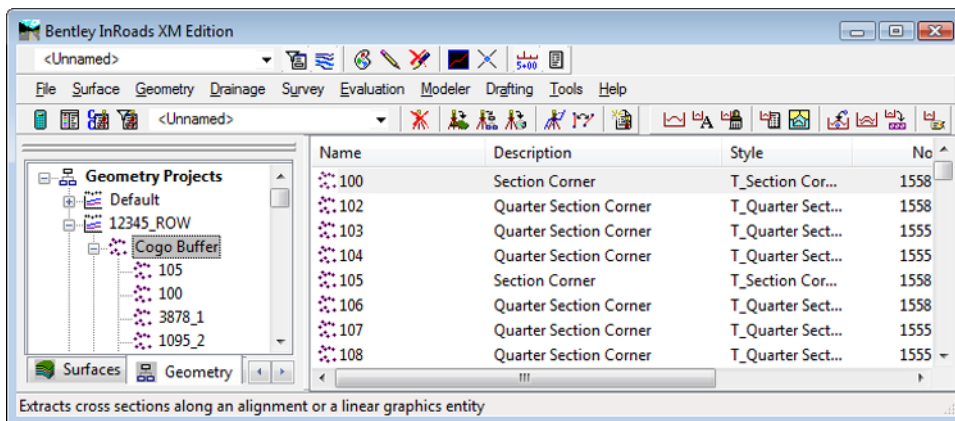 Bentley InRoads XM Edition
<Unnamed>
5+00
File Surface Geometry Drainage Survey Evaluation Modeler Drafting Tools Help
<Unnamed>
Geometry Projects
Default
12345_ROW
Cogo Buffer
105
100
3878_1
1095_2
Surfaces Geometry
Name Description Style No
100 Section Corner T_Section Cor... 1558
102 Quarter Section Corner T_Quarter Sect... 1558
103 Quarter Section Corner T_Quarter Sect... 1555
104 Quarter Section Corner T_Quarter Sect... 1555
105 Section Corner T_Section Cor... 1558
106 Quarter Section Corner T_Quarter Sect... 1558
107 Quarter Section Corner T_Quarter Sect... 1555
108 Quarter Section Corner T_Quarter Sect... 1555
Extracts cross sections along an alignment or a linear graphics entity